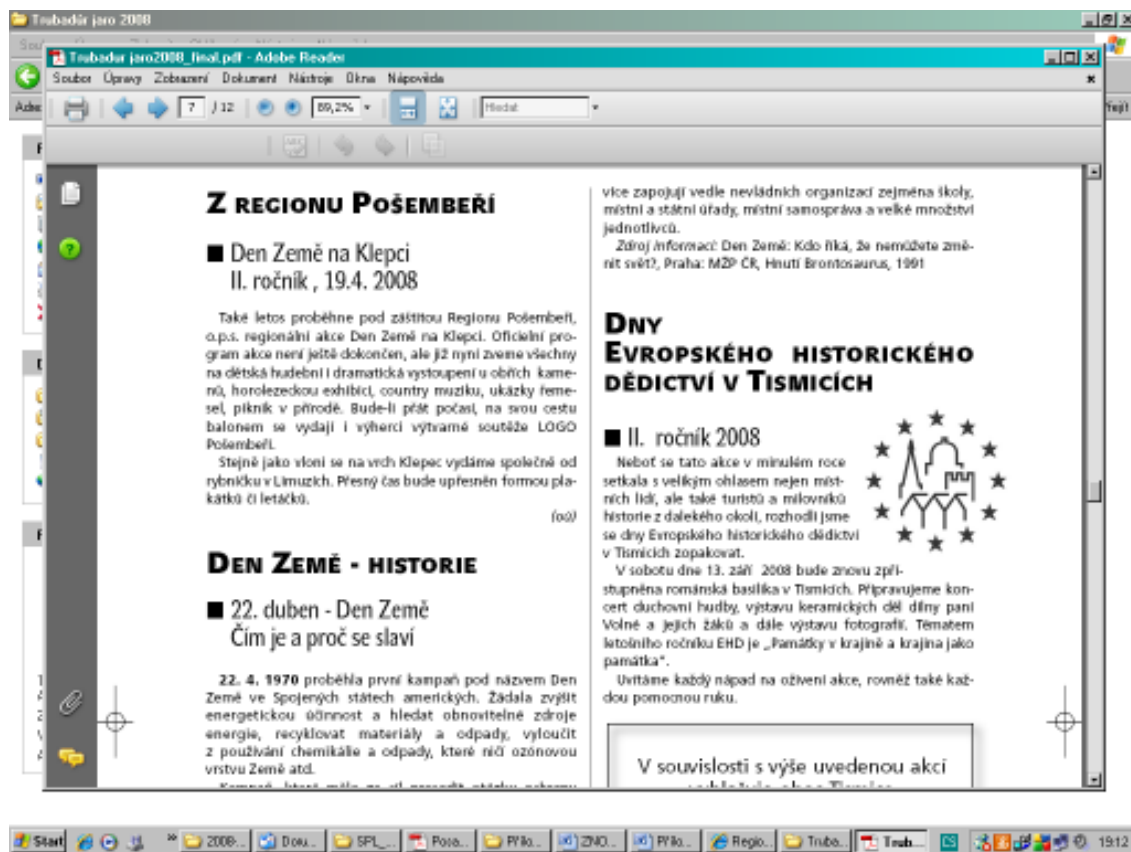 Trubadúr jaro 2008
Trubadur jaro2008_final.pdf - Adobe Reader
Soubor Úpravy Zobrazení Dokument Nástroje Okna Nápověda
7 / 12 89,2% Hledat
Z REGIONU POŠEMBEŘÍ
■ Den Země na Klepci
II. ročník , 19.4. 2008
Také letos proběhne pod záštitou Regionu Pošembeří,
o.p.s. regionální akce Den Země na Klepci. Oficielní pro-
gram akce není ještě dokončen, ale již nyní zveme všechny
na dětská hudební i dramatická vystoupení u obřích kame-
nů, horolezeckou exhibici, country muziku, ukázky řeme-
sel, piknik v přírodě. Bude-li přát počasí, na svou cestu
balonem se vydají i výherci výtvarné soutěže LOGO
Pošembeří.
Stejně jako vloni se na vrch Klepec vydáme společně od
rybníčku v Limuzích. Přesný čas bude upřesněn formou pla-
kátků či letáčků.
(oú)
DEN ZEMĚ - HISTORIE
■ 22. duben - Den Země
Čím je a proč se slaví
22. 4. 1970 proběhla první kampaň pod názvem Den
Země ve Spojených státech amerických. Žádala zvýšit
energetickou účinnost a hledat obnovitelné zdroje
energie, recyklovat materiály a odpady, vyloučit
z používání chemikálie a odpady, které ničí ozónovou
vrstvu Země atd.
více zapojují vedle nevládních organizací zejména školy,
místní a státní úřady, místní samospráva a velké množství
jednotlivců.
Zdroj informací: Den Země: Kdo říká, že nemůžete změ-
nit svět?, Praha: MŽP ČR, Hnutí Brontosaurus, 1991
DNY
EVROPSKÉHO HISTORICKÉHO
DĚDICTVÍ V TISMICÍCH
■ II. ročník 2008
Neboť se tato akce v minulém roce
setkala s velikým ohlasem nejen míst-
ních lidí, ale také turistů a milovníků
historie z dalekého okolí, rozhodli jsme
se dny Evropského historického dědictví
v Tismicích zopakovat.
V sobotu dne 13. září 2008 bude znovu zpří-
stupněna románská basilika v Tismicích. Připravujeme kon-
cert duchovní hudby, výstavu keramických děl dílny paní
Volné a jejích žáků a dále výstavu fotografií. Tématem
letošního ročníku EHD je „Památky v krajině a krajina jako
památka“.
Uvítáme každý nápad na oživení akce, rovněž také kaž-
dou pomocnou ruku.
V souvislosti s výše uvedenou akcí
Start 2008-... Doku... SPL_... Poza... Přílo... ZNO... Přílo... Regio... Truba... Trub... CS 19:12